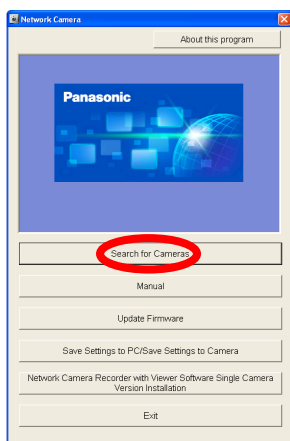 Network Camera
About this program
Panasonic
Search for Cameras
Manual
Update Firmware
Save Settings to PC/Save Settings to Camera
Network Camera Recorder with Viewer Software Single Camera
Version Installation
Exit